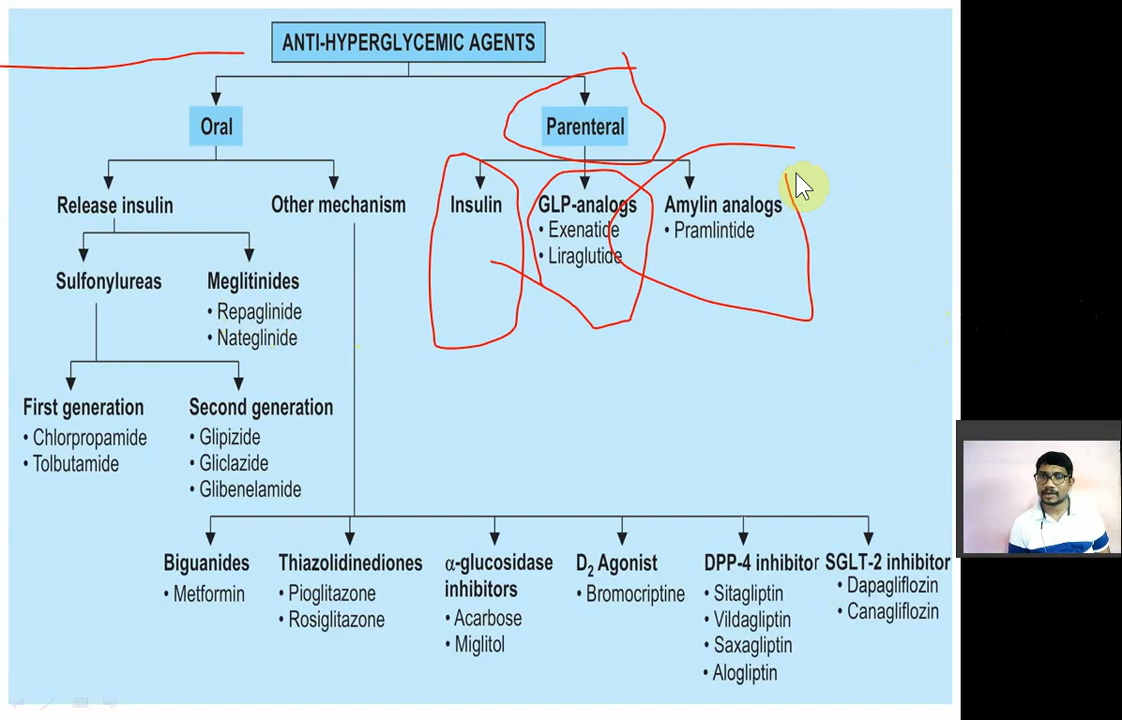 ANTI-HYPERGLYCEMIC AGENTS
Oral
Parenteral
Release insulin
Other mechanism
Insulin
GLP-analogs
• Exenatide
• Liraglutide
Amylin analogs
• Pramlintide
Sulfonylureas
Meglitinides
• Repaglinide
• Nateglinide
First generation
• Chlorpropamide
• Tolbutamide
Second generation
• Glipizide
• Gliclazide
• Glibenelamide
Biguanides
• Metformin
Thiazolidinediones
• Pioglitazone
• Rosiglitazone
α-glucosidase
inhibitors
• Acarbose
• Miglitol
D2 Agonist
• Bromocriptine
DPP-4 inhibitor
• Sitagliptin
• Vildagliptin
• Saxagliptin
• Alogliptin
SGLT-2 inhibitor
• Dapagliflozin
• Canagliflozin